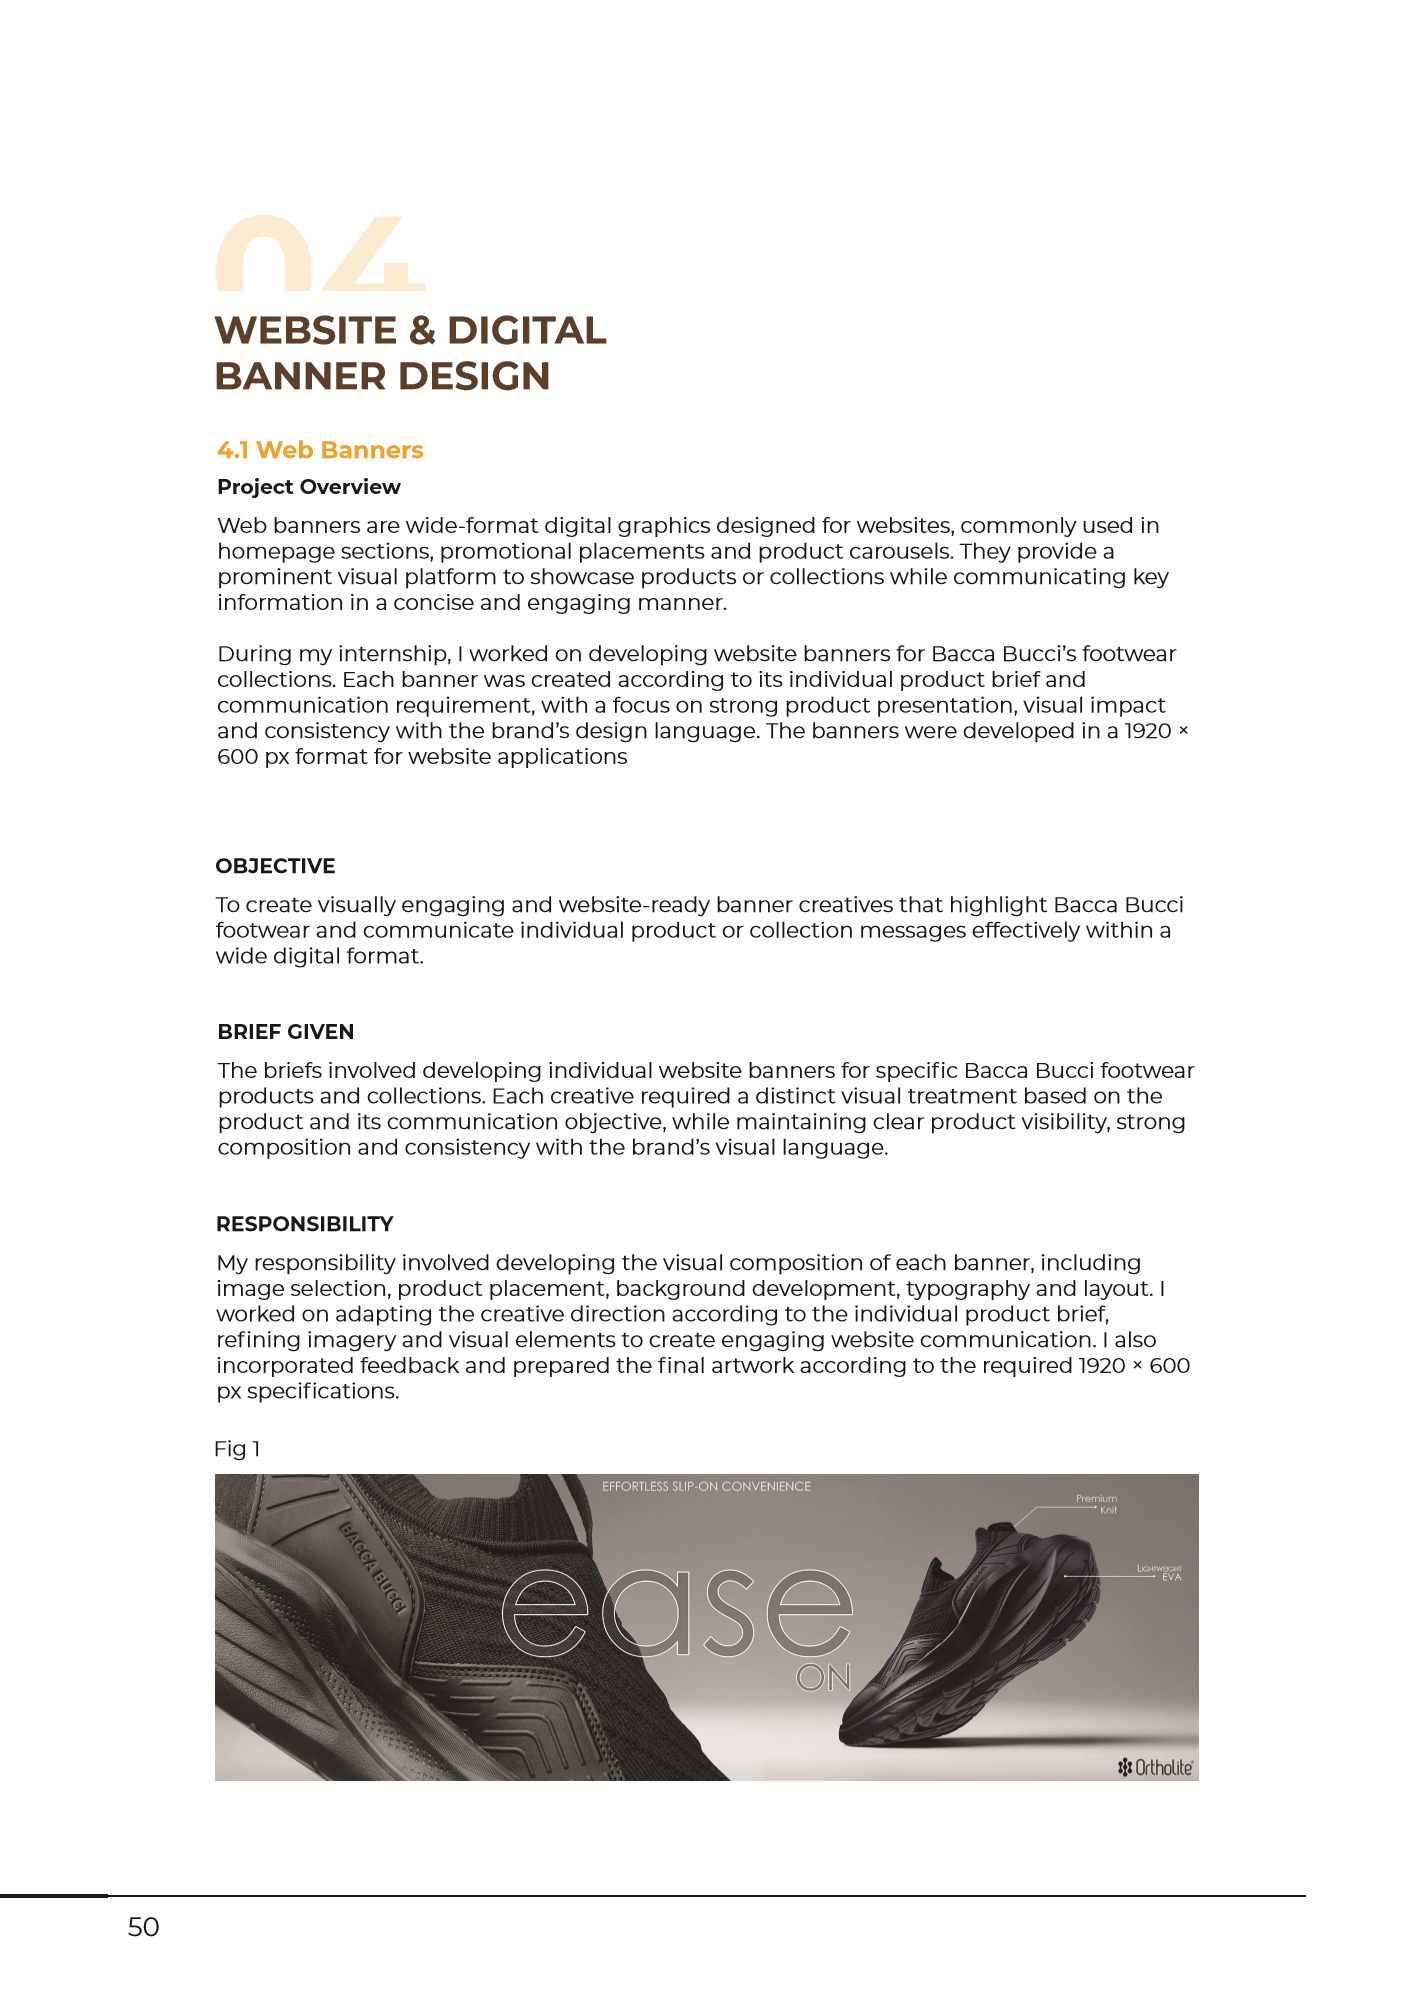 04
WEBSITE & DIGITAL
BANNER DESIGN
4.1 Web Banners
Project Overview
Web banners are wide-format digital graphics designed for websites, commonly used in
homepage sections, promotional placements and product carousels. They provide a
prominent visual platform to showcase products or collections while communicating key
information in a concise and engaging manner.
During my internship, I worked on developing website banners for Bacca Bucci’s footwear
collections. Each banner was created according to its individual product brief and
communication requirement, with a focus on strong product presentation, visual impact
and consistency with the brand’s design language. The banners were developed in a 1920 ×
600 px format for website applications
OBJECTIVE
To create visually engaging and website-ready banner creatives that highlight Bacca Bucci
footwear and communicate individual product or collection messages effectively within a
wide digital format.
BRIEF GIVEN
The briefs involved developing individual website banners for specific Bacca Bucci footwear
products and collections. Each creative required a distinct visual treatment based on the
product and its communication objective, while maintaining clear product visibility, strong
composition and consistency with the brand’s visual language.
RESPONSIBILITY
My responsibility involved developing the visual composition of each banner, including
image selection, product placement, background development, typography and layout. I
worked on adapting the creative direction according to the individual product brief,
refining imagery and visual elements to create engaging website communication. I also
incorporated feedback and prepared the final artwork according to the required 1920 × 600
px specifications.
Fig 1
EFFORTLESS SLIP-ON CONVENIENCE
BACCA BUCCI
Premium
Knit
LIGHTWEIGHT
EVA
ease
ON
Ortholite®
50